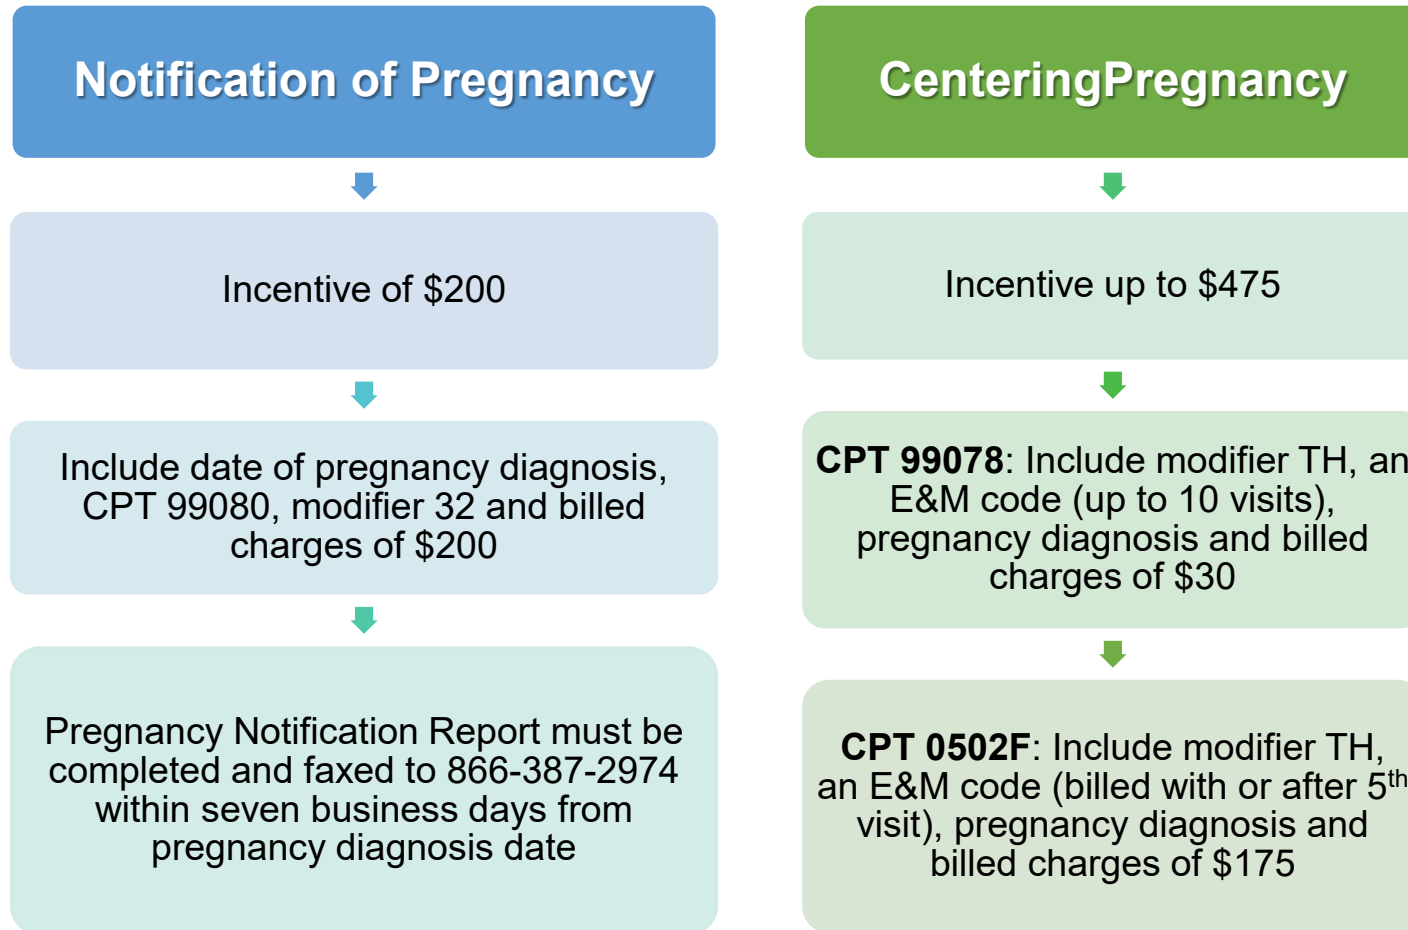 Notification of Pregnancy
Incentive of $200
Include date of pregnancy diagnosis,
CPT 99080, modifier 32 and billed
charges of $200
Pregnancy Notification Report must be
completed and faxed to 866-387-2974
within seven business days from
pregnancy diagnosis date
CenteringPregnancy
Incentive up to $475
CPT 99078: Include modifier TH, an
E&M code (up to 10 visits),
pregnancy diagnosis and billed
charges of $30
CPT 0502F: Include modifier TH,
an E&M code (billed with or after 5th
visit), pregnancy diagnosis and
billed charges of $175